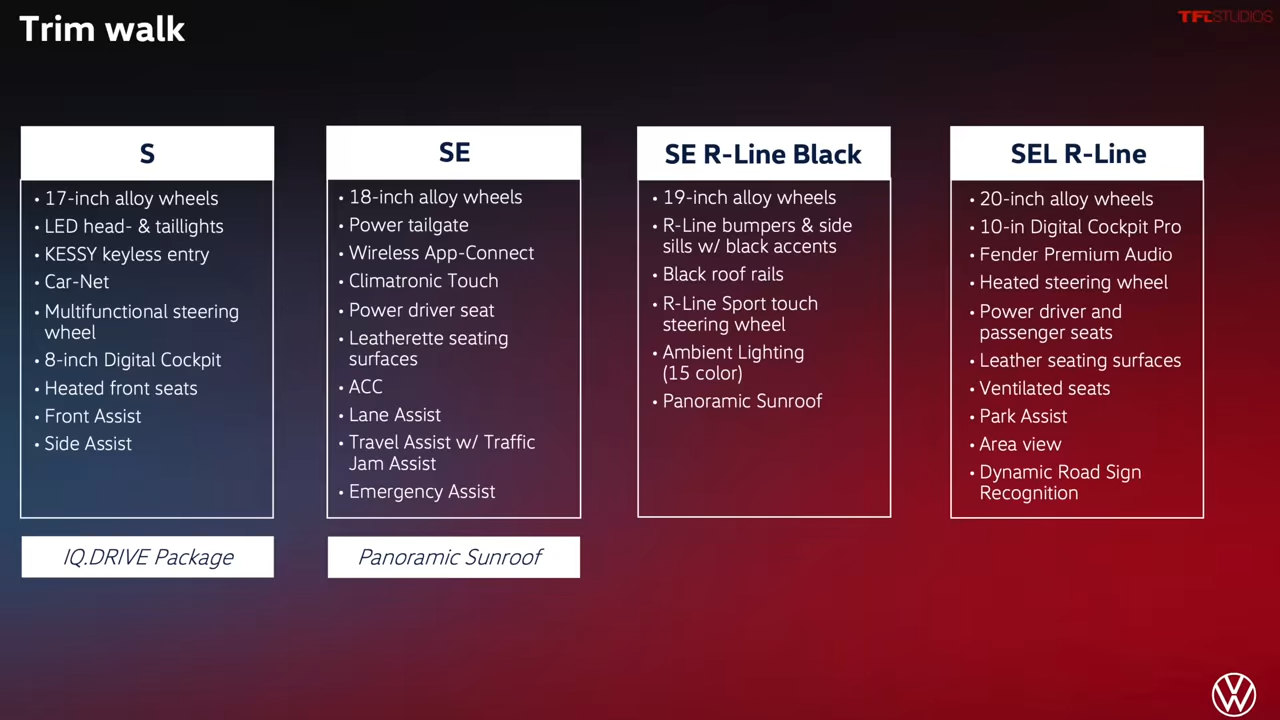 Trim walk
TFLSTUDIOS
S
• 17-inch alloy wheels
• LED head- & taillights
• KESSY keyless entry
• Car-Net
• Multifunctional steering
wheel
• 8-inch Digital Cockpit
• Heated front seats
• Front Assist
• Side Assist
IQ.DRIVE Package
SE
• 18-inch alloy wheels
• Power tailgate
• Wireless App-Connect
• Climatronic Touch
• Power driver seat
• Leatherette seating
surfaces
• ACC
• Lane Assist
• Travel Assist w/ Traffic
Jam Assist
• Emergency Assist
Panoramic Sunroof
SE R-Line Black
• 19-inch alloy wheels
• R-Line bumpers & side
sills w/ black accents
• Black roof rails
• R-Line Sport touch
steering wheel
• Ambient Lighting
(15 color)
• Panoramic Sunroof
SEL R-Line
• 20-inch alloy wheels
• 10-in Digital Cockpit Pro
• Fender Premium Audio
• Heated steering wheel
• Power driver and
passenger seats
• Leather seating surfaces
• Ventilated seats
• Park Assist
• Area view
• Dynamic Road Sign
Recognition